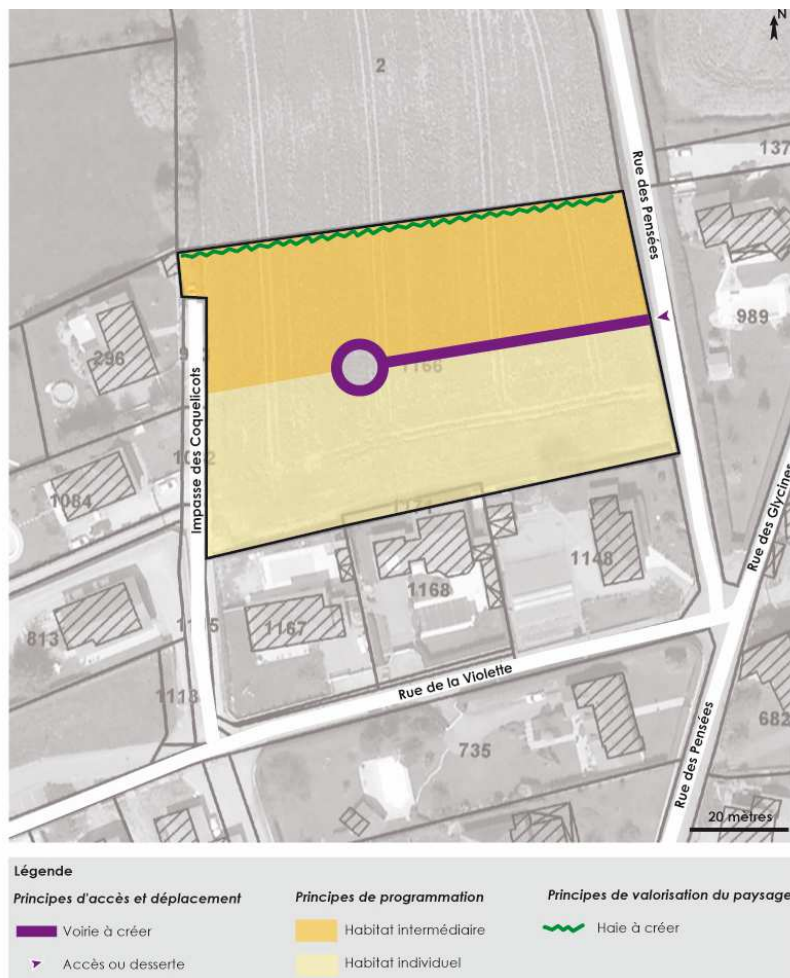 N
2
137
Rue des Pensées
989
296
1166
Impasse des Coquelicots
1084
Rue des Glycines
1148
1168
1167
813
1113
Rue de la Violette
735
Rue des Pensées
682
20 mètres
Légende
Principes d'accès et déplacement
Principes de programmation
Principes de valorisation du paysage
Voirie à créer
Habitat intermédiaire
Haie à créer
Accès ou desserte
Habitat individuel